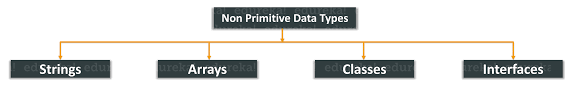 Non Primitive Data Types
Strings
Arrays
Classes
Interfaces